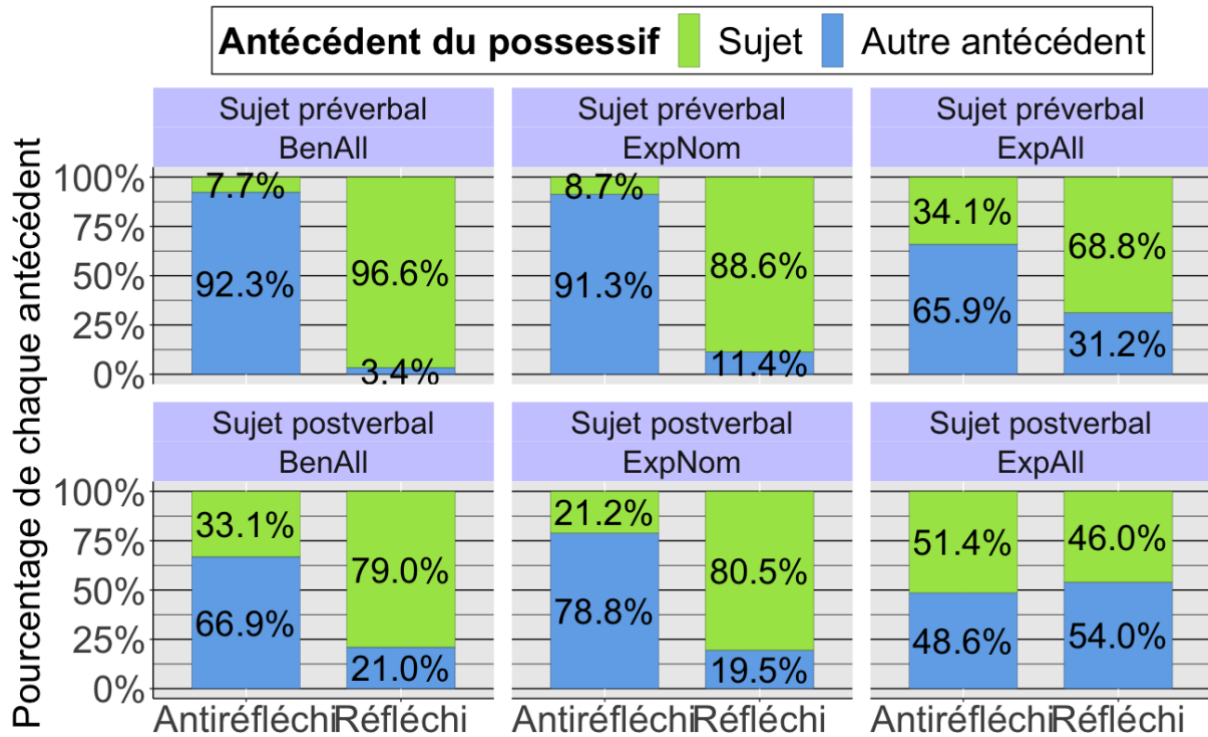 Antécédent du possessif Sujet Autre antécédent
Pourcentage de chaque antécédent
Sujet préverbal Sujet préverbal Sujet préverbal
BenAll ExpNom ExpAll
100% 7.7% 8.7%
75% 34.1% 68.8%
50% 92.3% 96.6% 91.3% 88.6%
25% 65.9% 31.2%
0% 3.4% 11.4%
Sujet postverbal Sujet postverbal Sujet postverbal
BenAll ExpNom ExpAll
100% 21.2%
75% 33.1% 79.0% 80.5% 51.4% 46.0%
50%
25% 66.9% 78.8% 48.6% 54.0%
0% 21.0% 19.5%
Antiréfléchi Réfléchi Antiréfléchi Réfléchi Antiréfléchi Réfléchi